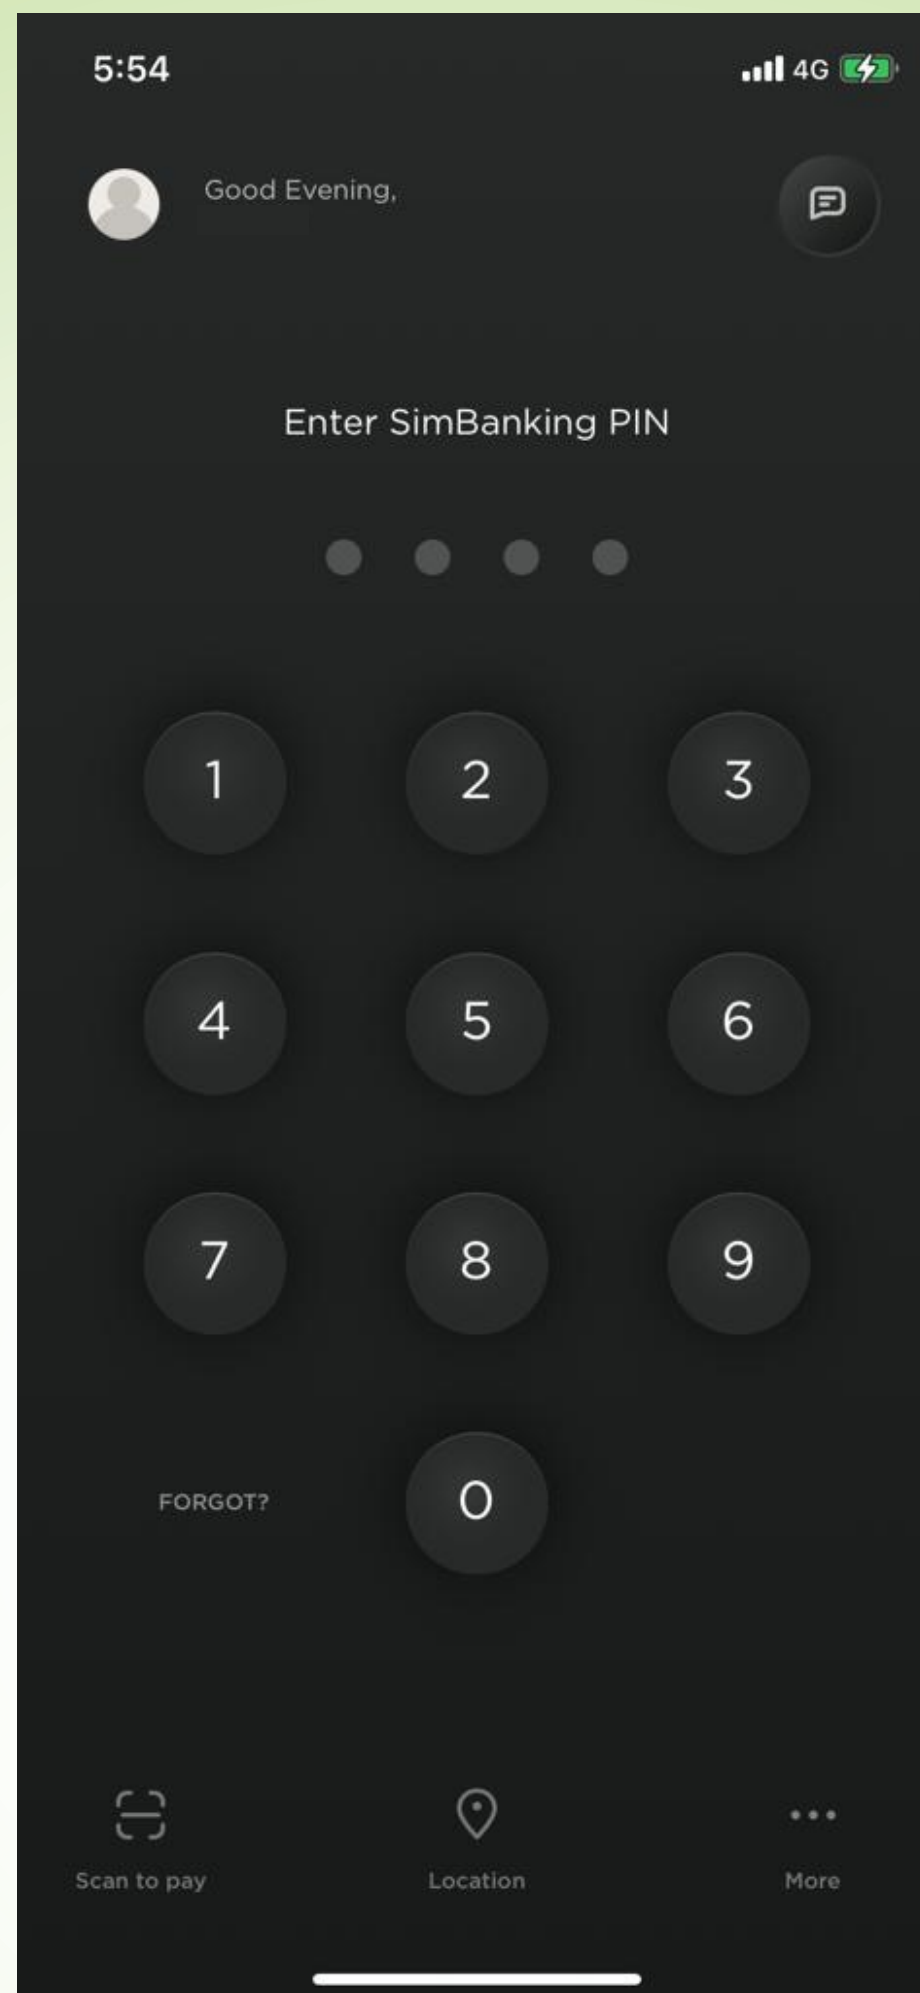 5:54 4G
Good Evening,
Enter SimBanking PIN
1 2 3
4 5 6
7 8 9
FORGOT? 0
Scan to pay Location More